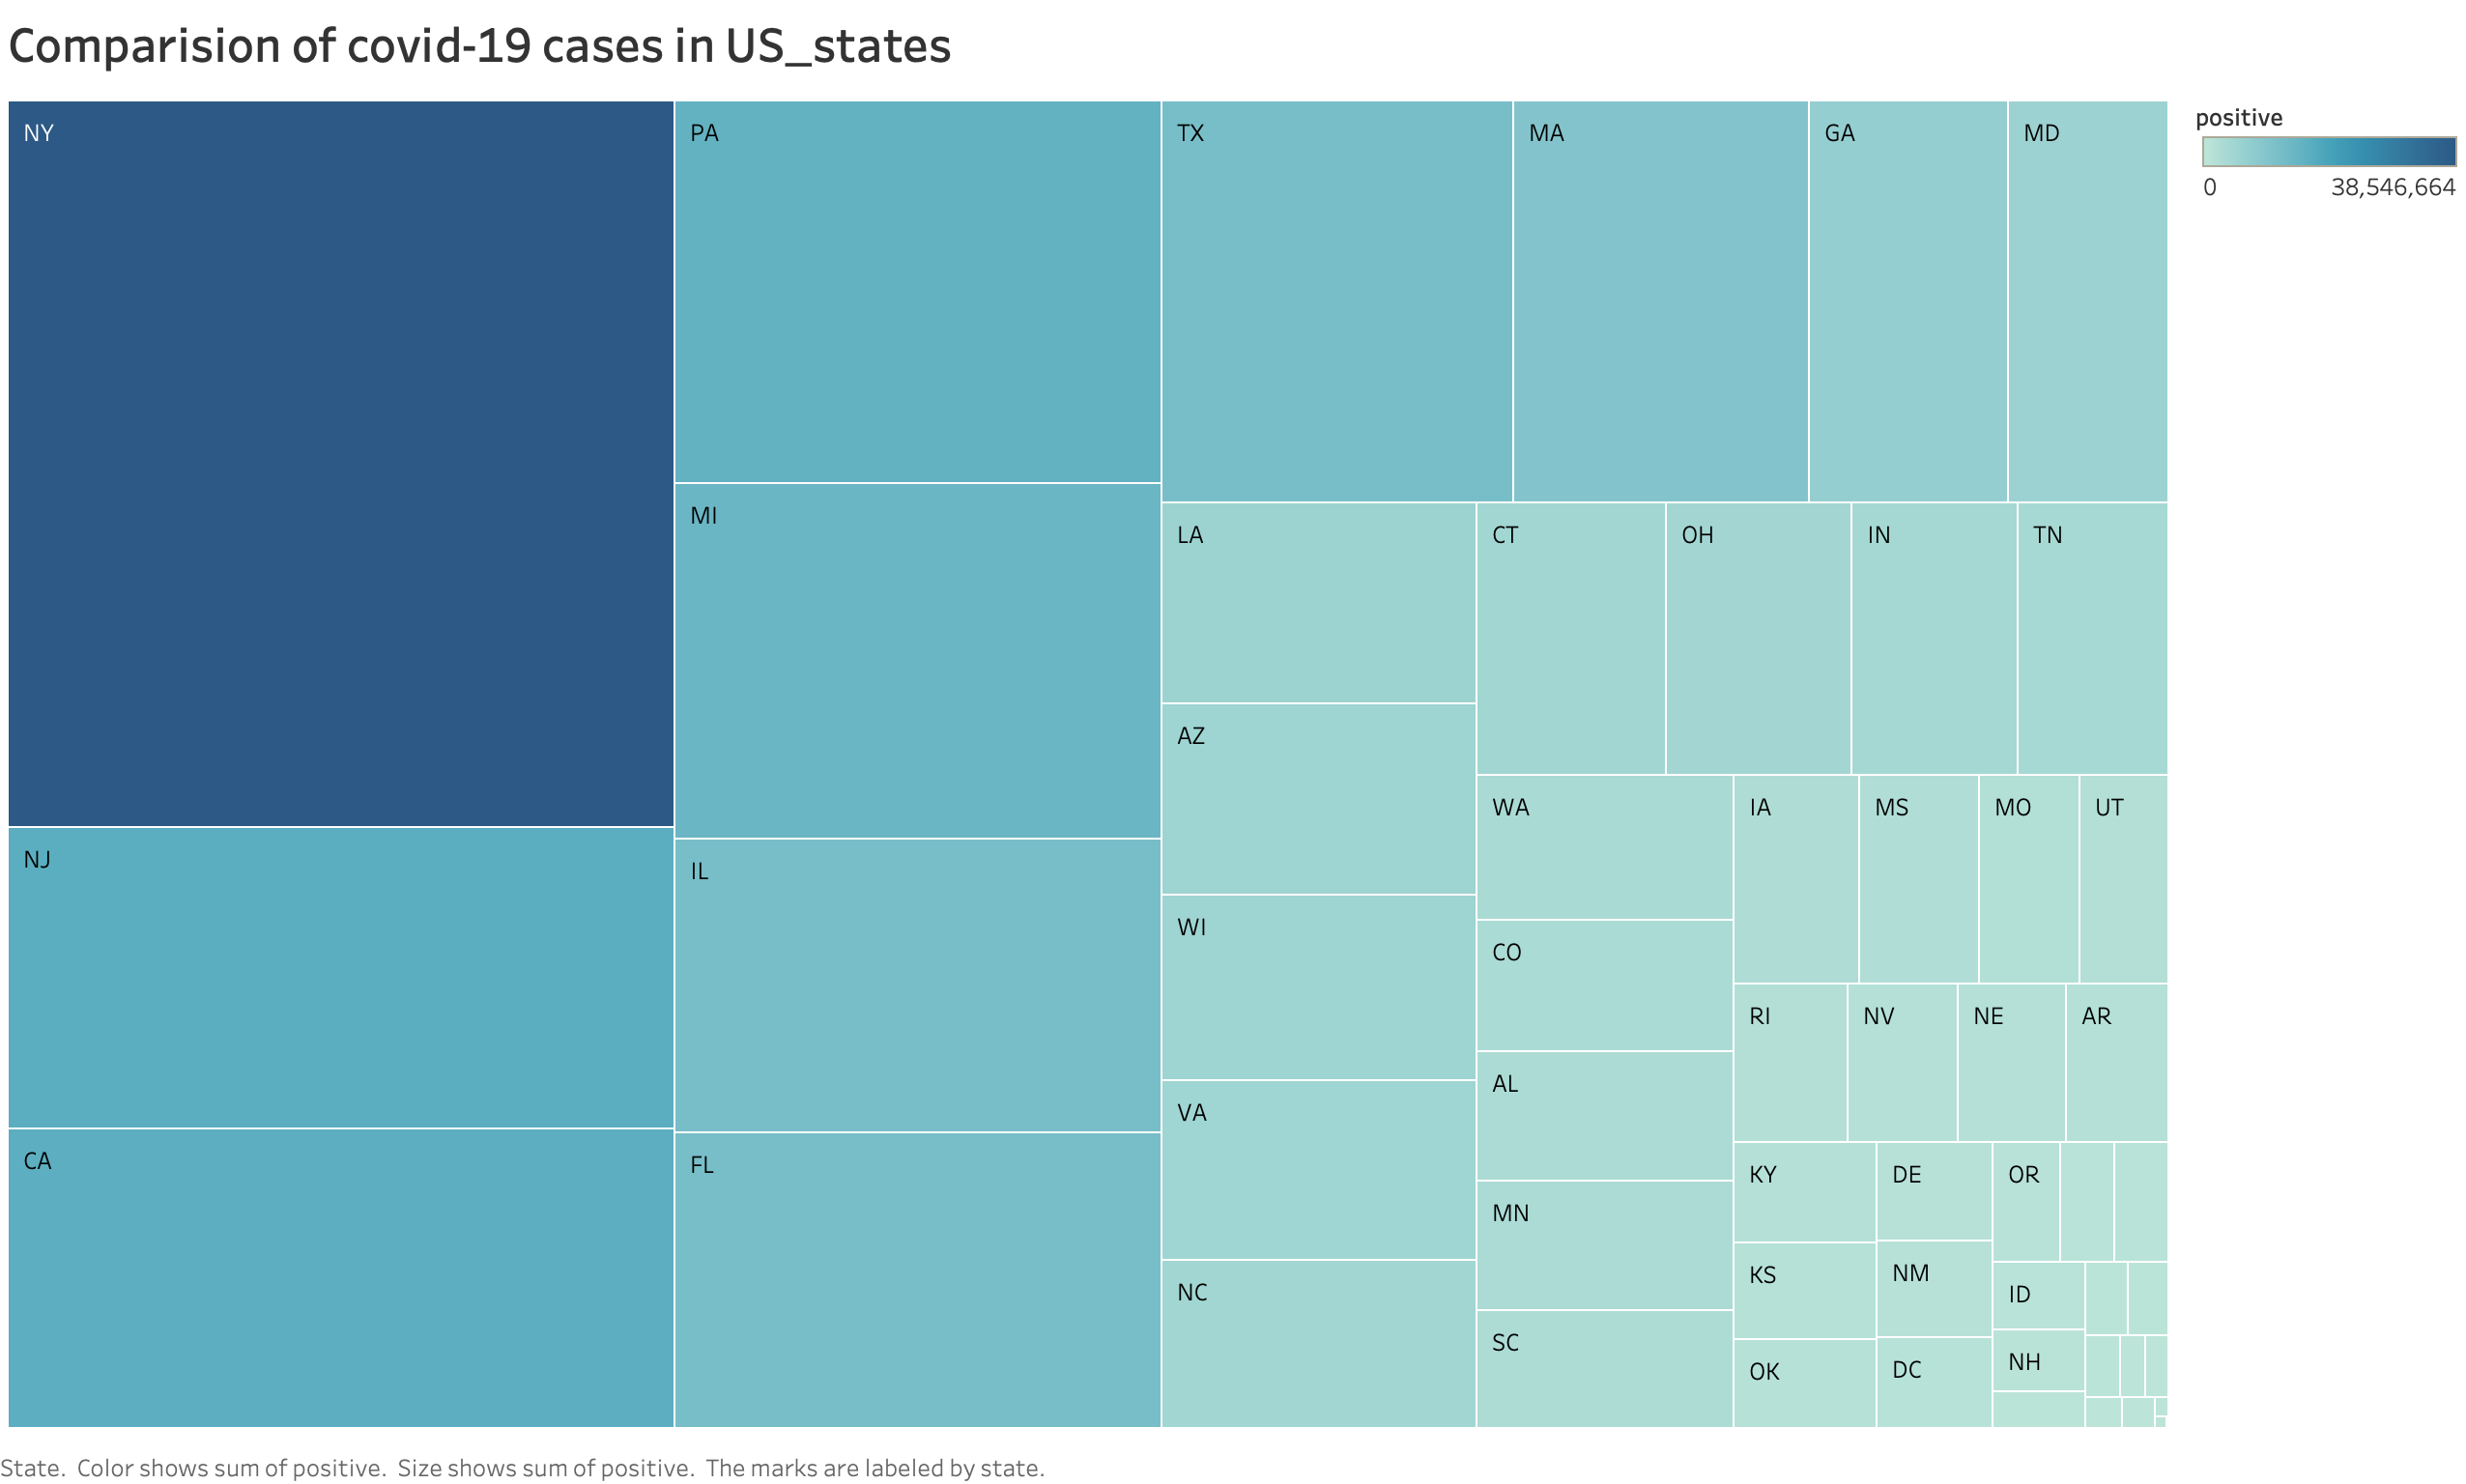 Comparision of covid-19 cases in US_states
NY
PA
TX
MA
GA
MD
positive
0
38,546,664
MI
LA
CT
OH
IN
TN
AZ
WA
IA
MS
MO
UT
NJ
IL
WI
CO
RI
NV
NE
AR
AL
VA
CA
FL
KY
DE
OR
MN
KS
NM
NC
ID
SC
NH
OK
DC
State.  Color shows sum of positive.  Size shows sum of positive.  The marks are labeled by state.